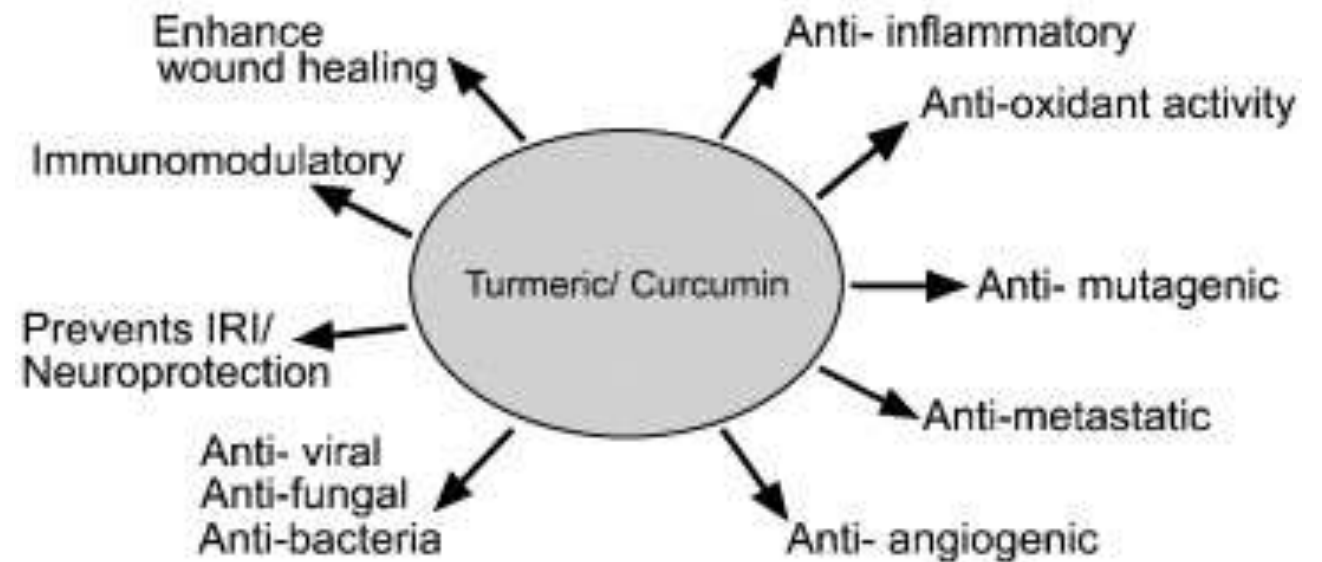 Enhance
wound healing
Anti- inflammatory
Anti-oxidant activity
Immunomodulatory
Turmeric/ Curcumin
Anti- mutagenic
Prevents IRI/
Neuroprotection
Anti-metastatic
Anti- viral
Anti-fungal
Anti-bacteria
Anti- angiogenic